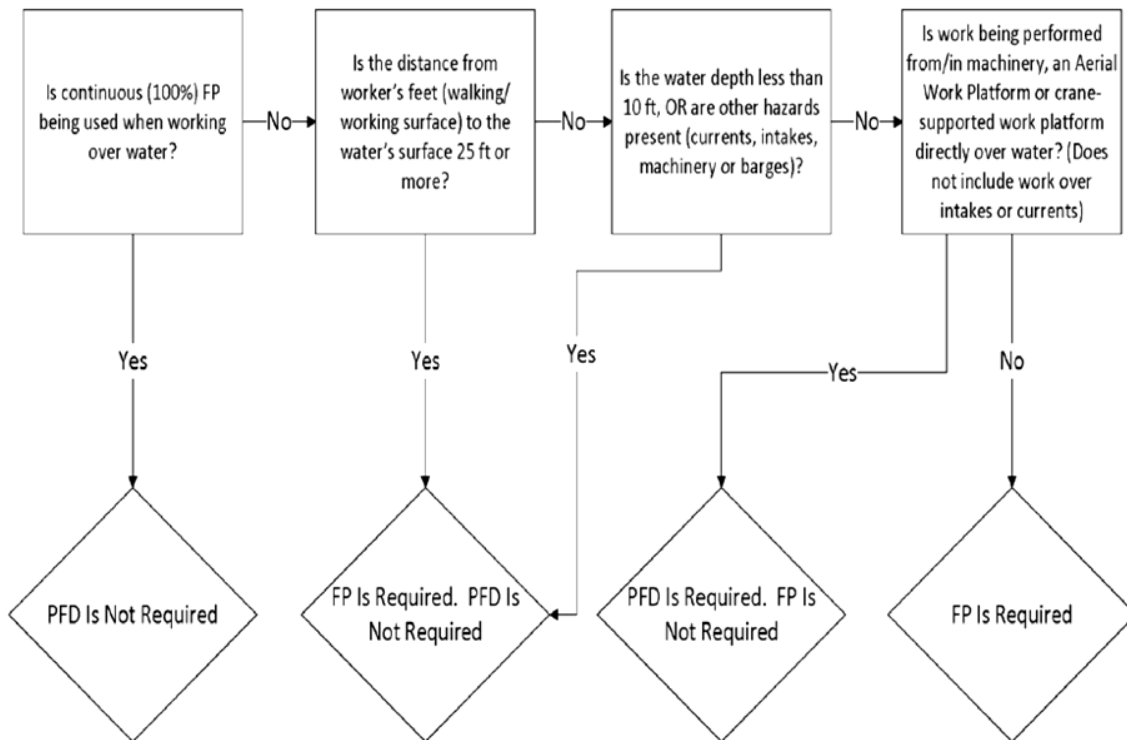 Is continuous (100%) FP
being used when working
over water?
No
Is the distance from
worker's feet (walking/
working surface) to the
water's surface 25 ft or
more?
No
Is the water depth less than
10 ft, OR are other hazards
present (currents, intakes,
machinery or barges)?
No
Is work being performed
from/in machinery, an Aerial
Work Platform or crane-
supported work platform
directly over water? (Does
not include work over
intakes or currents)
Yes
Yes
Yes
Yes
No
PFD Is Not Required
FP Is Required. PFD Is
Not Required
PFD Is Required. FP Is
Not Required
FP Is Required